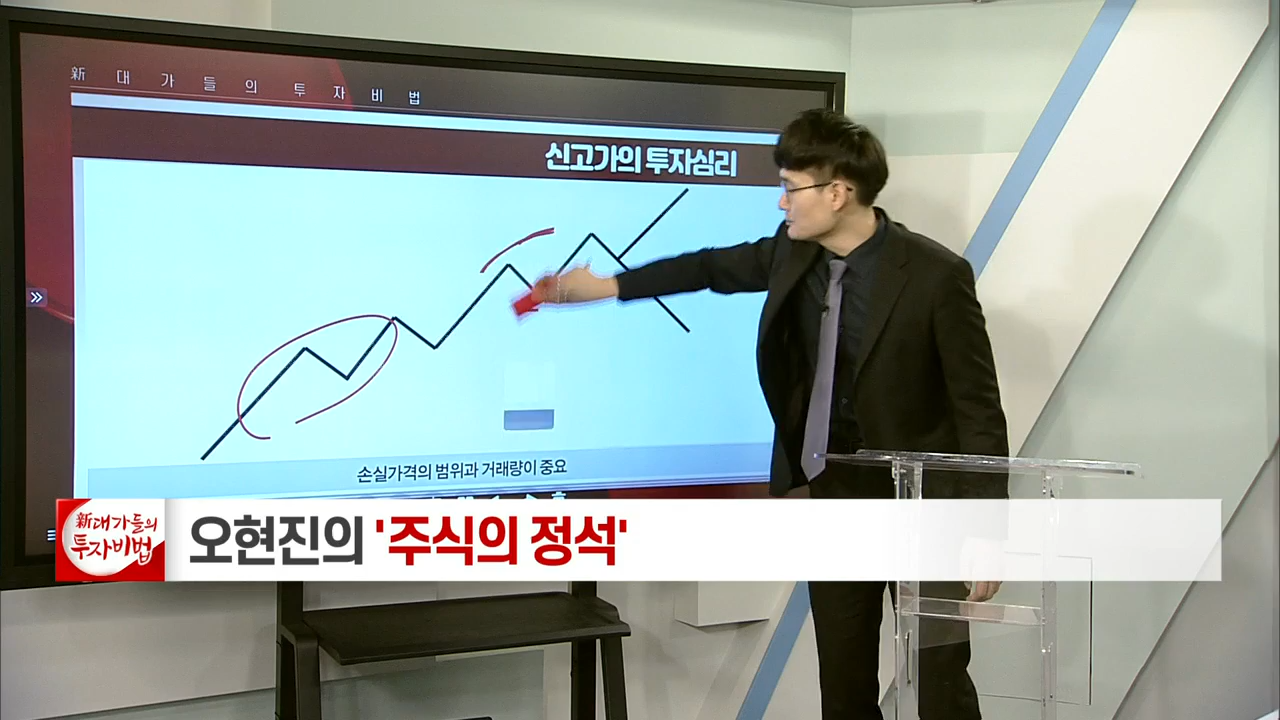 新 대 가 들 의 투 자 비 법
신고가의 투자심리
손실가격의 범위과 거래량이 중요
新대가들의
투자비법
오현진의 '주식의 정석'